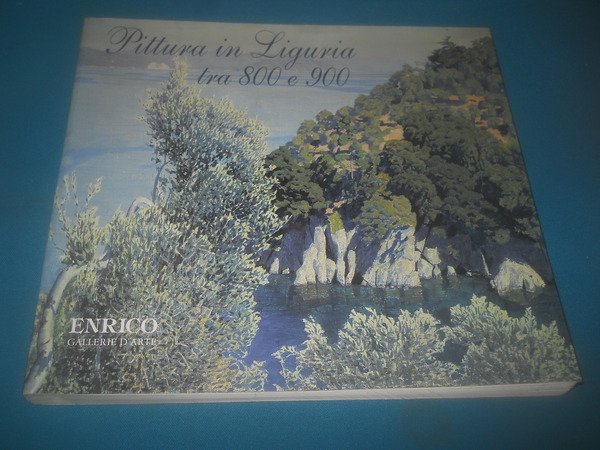 Pittura in Liguria
tra 800 e 900
ENRICO
GALLERIE D'ARTE